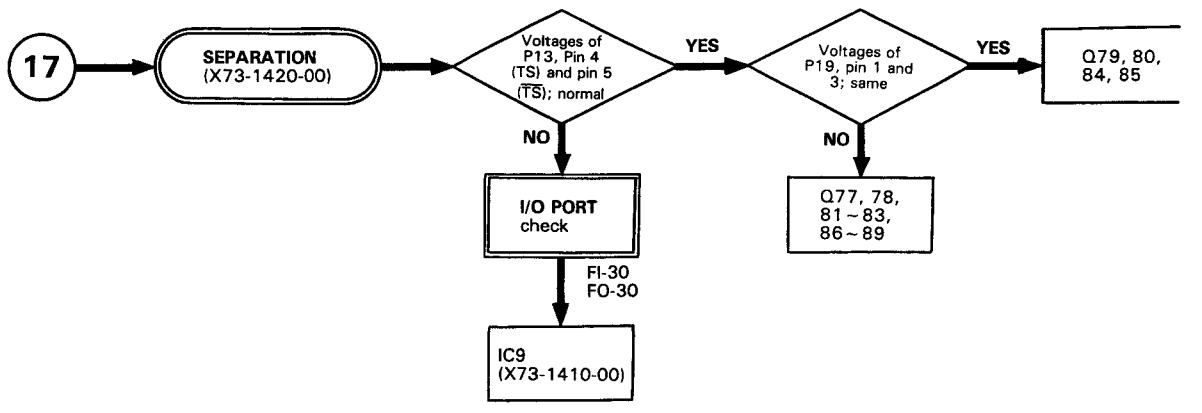 17
SEPARATION
(X73-1420-00)
Voltages of
P13, Pin 4
(TS) and pin 5
(T̅S̅); normal
YES
Voltages of
P19, pin 1 and
3; same
YES
Q79, 80,
84, 85
NO
NO
I/O PORT
check
Q77, 78,
81~83,
86~89
FI-30
FO-30
IC9
(X73-1410-00)